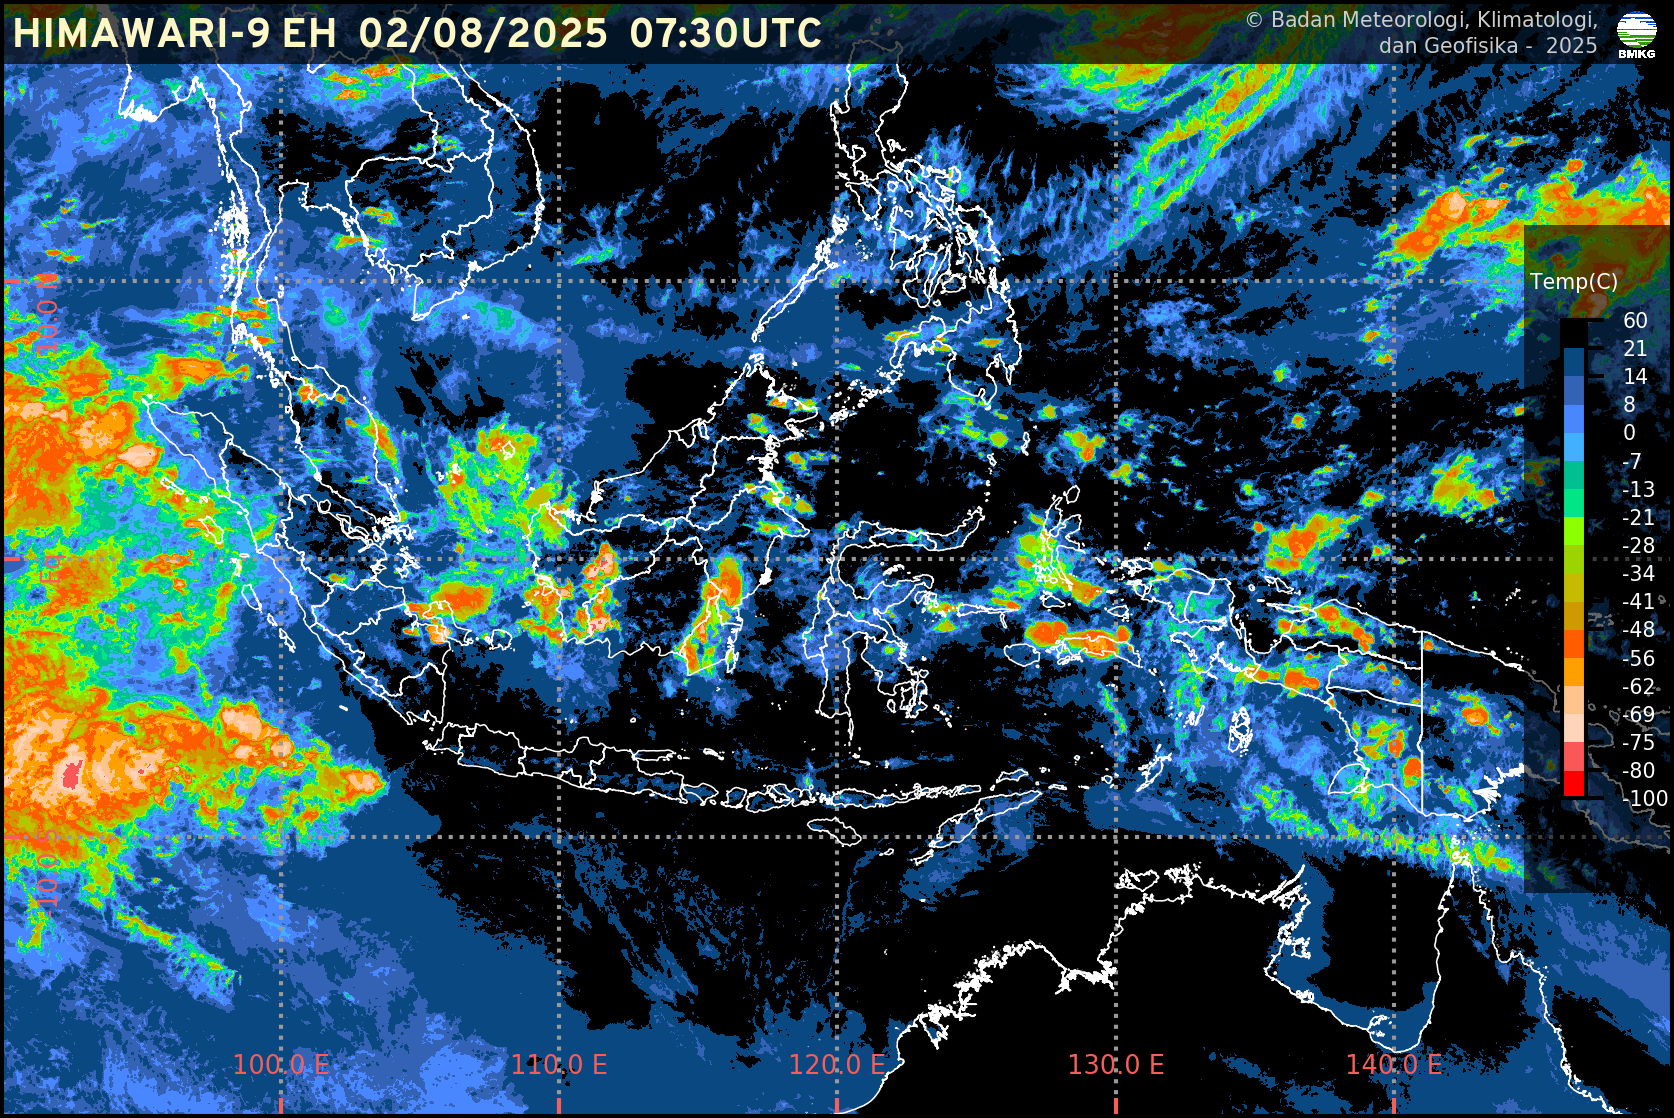 HIMAWARI-9 EH 02/08/2025 07:30UTC
© Badan Meteorologi, Klimatologi,
dan Geofisika - 2025
BMKG
10.0 N
Temp(C)
60
21
14
8
0
-7
-13
-21
-28
-34
-41
-48
-56
-62
-69
-75
-80
-100
100.0 E
110.0 E
120.0 E
130.0 E
140.0 E